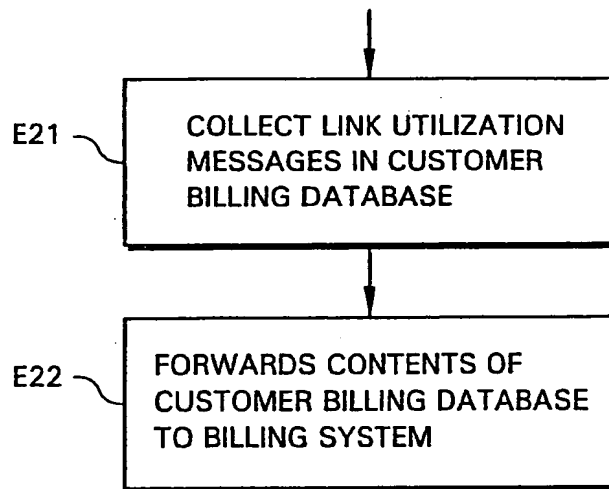 E21
COLLECT LINK UTILIZATION
MESSAGES IN CUSTOMER
BILLING DATABASE
E22
FORWARDS CONTENTS OF
CUSTOMER BILLING DATABASE
TO BILLING SYSTEM